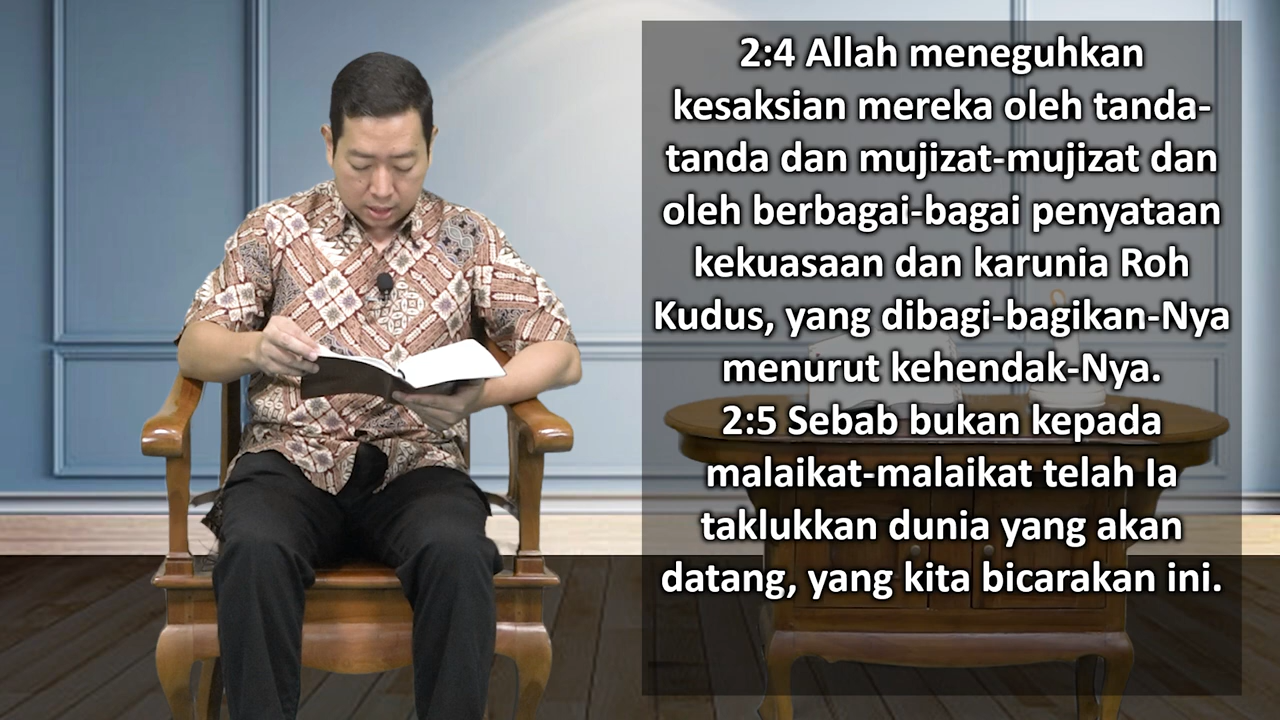 2:4 Allah meneguhkan
kesaksian mereka oleh tanda-
tanda dan mujizat-mujizat dan
oleh berbagai-bagai penyataan
kekuasaan dan karunia Roh
Kudus, yang dibagi-bagikan-Nya
menurut kehendak-Nya.
2:5 Sebab bukan kepada
malaikat-malaikat telah Ia
taklukkan dunia yang akan
datang, yang kita bicarakan ini.